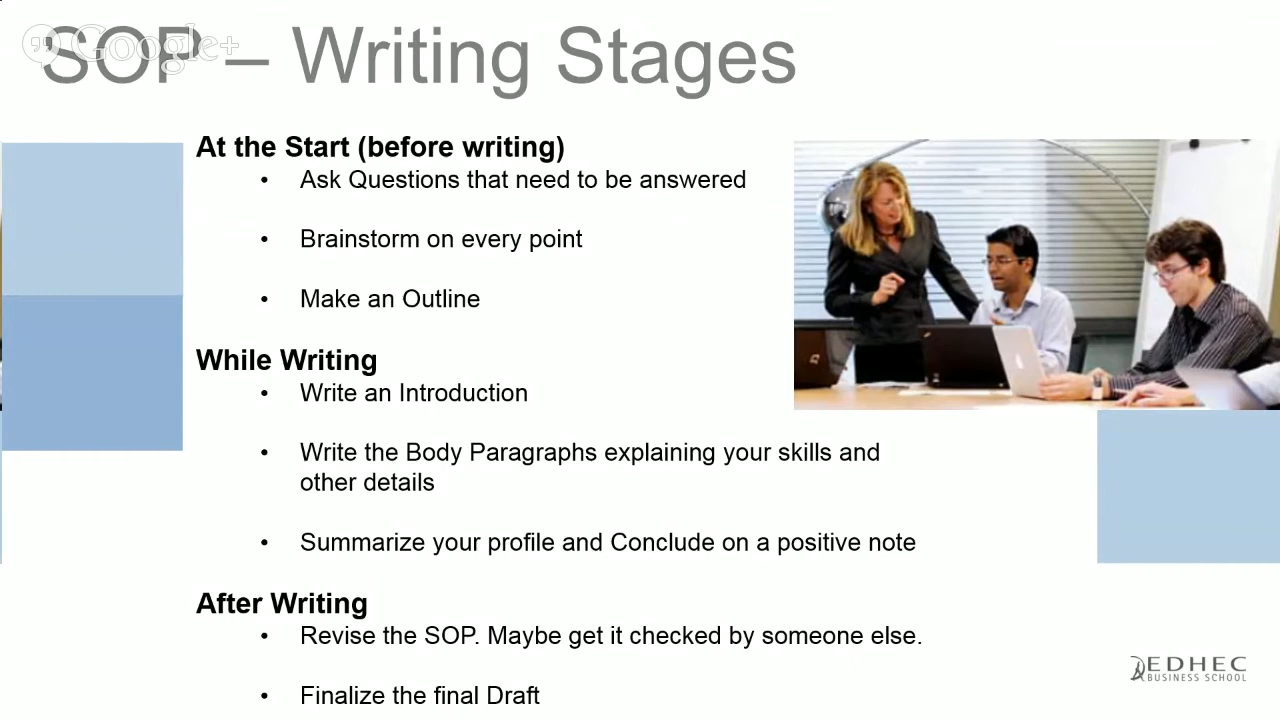 Google+
SOP – Writing Stages
At the Start (before writing)
• Ask Questions that need to be answered
• Brainstorm on every point
• Make an Outline
While Writing
• Write an Introduction
• Write the Body Paragraphs explaining your skills and
other details
• Summarize your profile and Conclude on a positive note
After Writing
• Revise the SOP. Maybe get it checked by someone else.
• Finalize the final Draft
EDHEC
BUSINESS SCHOOL